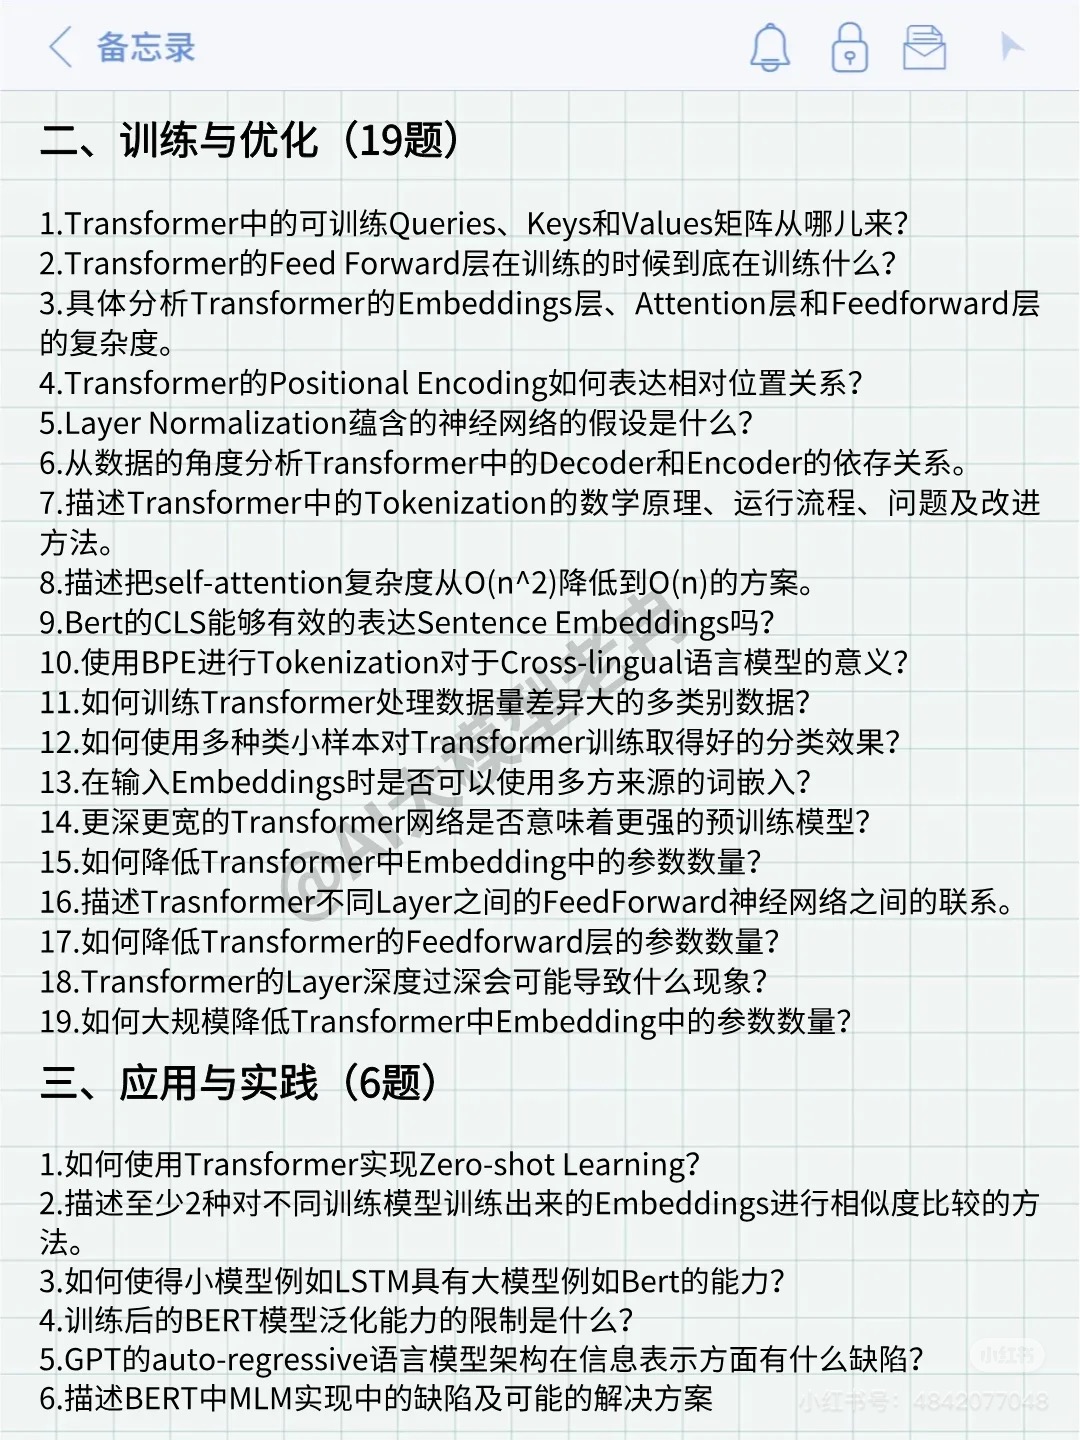 备忘录
二、训练与优化（19题）
1.Transformer中的可训练Queries、Keys和Values矩阵从哪儿来？
2.Transformer的Feed Forward层在训练的时候到底在训练什么？
3.具体分析Transformer的Embeddings层、Attention层和Feedforward层
的复杂度。
4.Transformer的Positional Encoding如何表达相对位置关系？
5.Layer Normalization蕴含的神经网络的假设是什么？
6.从数据的角度分析Transformer中的Decoder和Encoder的依存关系。
7.描述Transformer中的Tokenization的数学原理、运行流程、问题及改进
方法。
8.描述把self-attention复杂度从O(n^2)降低到O(n)的方案。
9.Bert的CLS能够有效的表达Sentence Embeddings吗？
10.使用BPE进行Tokenization对于Cross-lingual语言模型的意义？
11.如何训练Transformer处理数据量差异大的多类别数据？
12.如何使用多种类小样本对Transformer训练取得好的分类效果？
13.在输入Embeddings时是否可以使用多方来源的词嵌入？
14.更深更宽的Transformer网络是否意味着更强的预训练模型？
15.如何降低Transformer中Embedding中的参数数量？
16.描述Trasnformer不同Layer之间的FeedForward神经网络之间的联系。
17.如何降低Transformer的Feedforward层的参数数量？
18.Transformer的Layer深度过深会可能导致什么现象？
19.如何大规模降低Transformer中Embedding中的参数数量？
@AI大模型老冉
三、应用与实践（6题）
1.如何使用Transformer实现Zero-shot Learning？
2.描述至少2种对不同训练模型训练出来的Embeddings进行相似度比较的方
法。
3.如何使得小模型例如LSTM具有大模型例如Bert的能力？
4.训练后的BERT模型泛化能力的限制是什么？
5.GPT的auto-regressive语言模型架构在信息表示方面有什么缺陷？
6.描述BERT中MLM实现中的缺陷及可能的解决方案
小红书
小红书号：4842077048